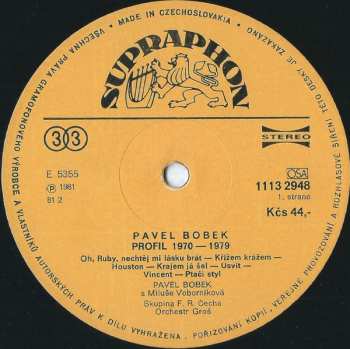 MADE IN CZECHOSLOVAKIA • VŠECHNA PRÁVA GRAMOFONOVÉHO VÝROBCE A VLASTNÍKŮ AUTORSKÝCH PRÁV K DÍLU VYHRAŽENA. POŘIZOVÁNÍ KOPIÍ, VEŘEJNÉ PROVOZOVÁNÍ A ROZHLASOVÉ ŠÍŘENÍ TÉTO DESKY JE ZAKÁZÁNO •
SUPRAPHON
33
STEREO
E 5355
Ⓟ 1981
81 2
OSA
1113 2948
1. strana
Kčs 44,-
PAVEL BOBEK
PROFIL 1970 — 1979
Oh, Ruby, nechtěj mi lásku brát — Křížem krážem —
Houston — Krajem já šel — Úsvit —
Vincent — Ptačí styl
PAVEL BOBEK
a Miluše Voborníková
Skupina F. R. Čecha
Orchestr Groš